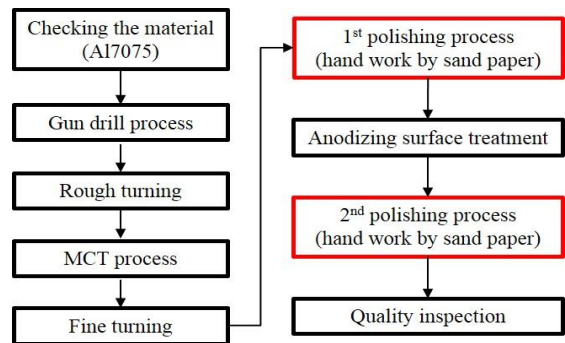 Checking the material
(Al7075)
Gun drill process
Rough turning
MCT process
Fine turning
1st polishing process
(hand work by sand paper)
Anodizing surface treatment
2nd polishing process
(hand work by sand paper)
Quality inspection